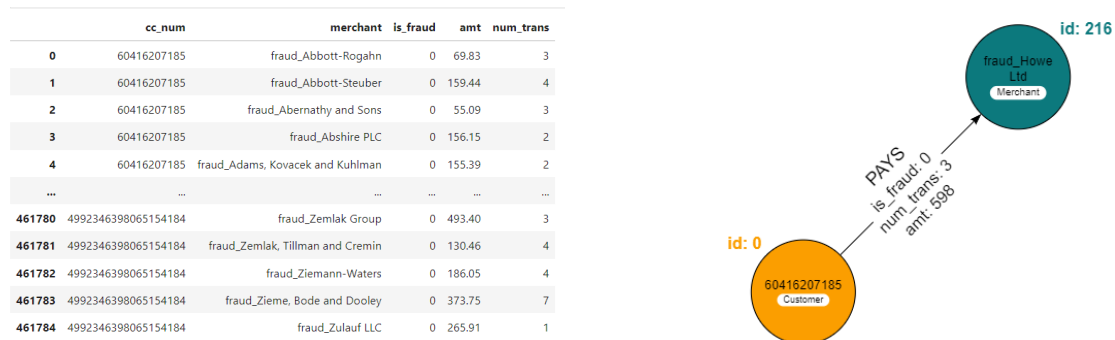 cc_num merchant is_fraud amt num_trans
0 60416207185 fraud_Abbott-Rogahn 0 69.83 3
1 60416207185 fraud_Abbott-Steuber 0 159.44 4
2 60416207185 fraud_Abernathy and Sons 0 55.09 3
3 60416207185 fraud_Abshire PLC 0 156.15 2
4 60416207185 fraud_Adams, Kovacek and Kuhlman 0 155.39 2
... ... ... ... ... ...
461780 4992346398065154184 fraud_Zemlak Group 0 493.40 3
461781 4992346398065154184 fraud_Zemlak, Tillman and Cremin 0 130.46 4
461782 4992346398065154184 fraud_Ziemann-Waters 0 186.05 4
461783 4992346398065154184 fraud_Zieme, Bode and Dooley 0 373.75 7
461784 4992346398065154184 fraud_Zulauf LLC 0 265.91 1
id: 216
fraud_Howe
Ltd
Merchant
PAYS
is_fraud: 0
num_trans: 3
amt: 598
id: 0
60416207185
Customer